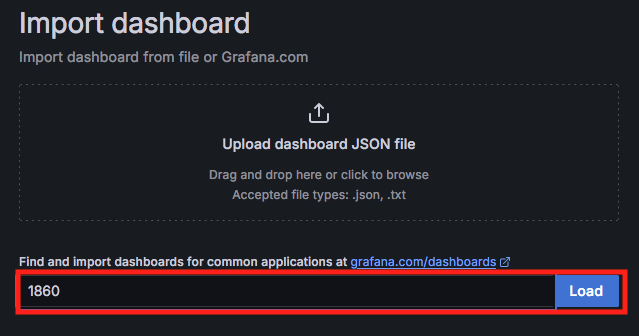 Import dashboard
Import dashboard from file or Grafana.com
Upload dashboard JSON file
Drag and drop here or click to browse
Accepted file types: .json, .txt
Find and import dashboards for common applications at grafana.com/dashboards
1860 Load